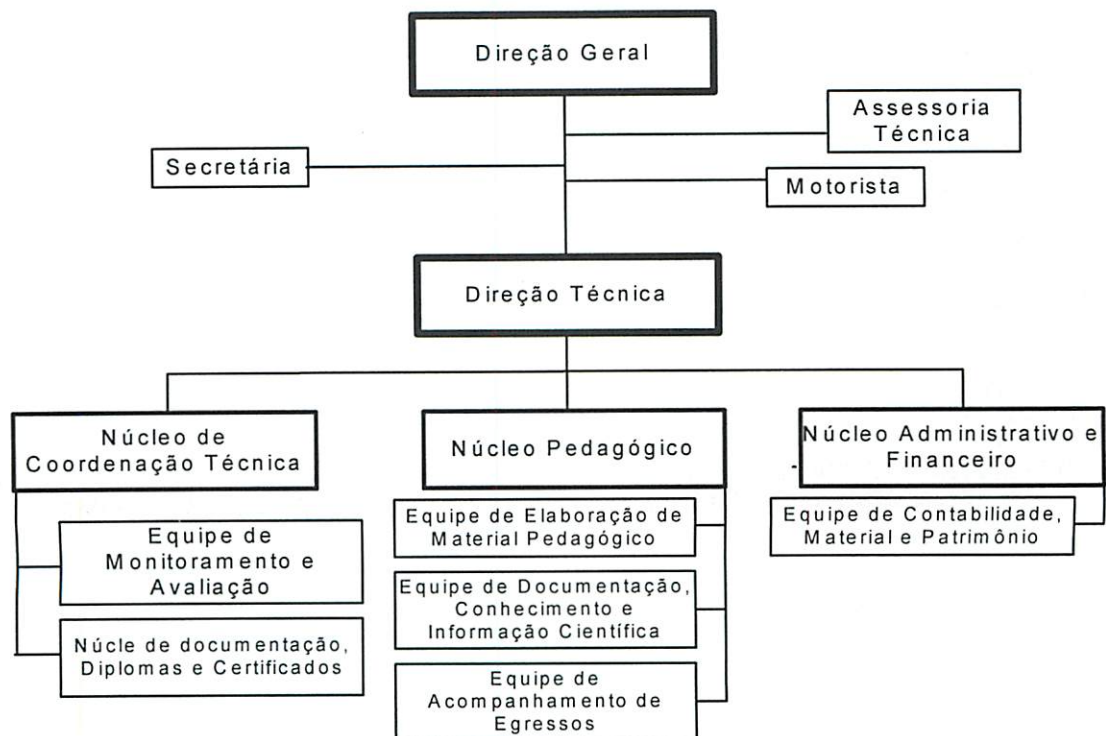 Direção Geral
Assessoria
Técnica
Secretária
Motorista
Direção Técnica
Núcleo de
Coordenação Técnica
Núcleo Pedagógico
Núcleo Administrativo e
Financeiro
Equipe de
Monitoramento e
Avaliação
Núcle de documentação,
Diplomas e Certificados
Equipe de Elaboração de
Material Pedagógico
Equipe de Documentação,
Conhecimento e
Informação Científica
Equipe de
Acompanhamento de
Egressos
Equipe de Contabilidade,
Material e Patrimônio